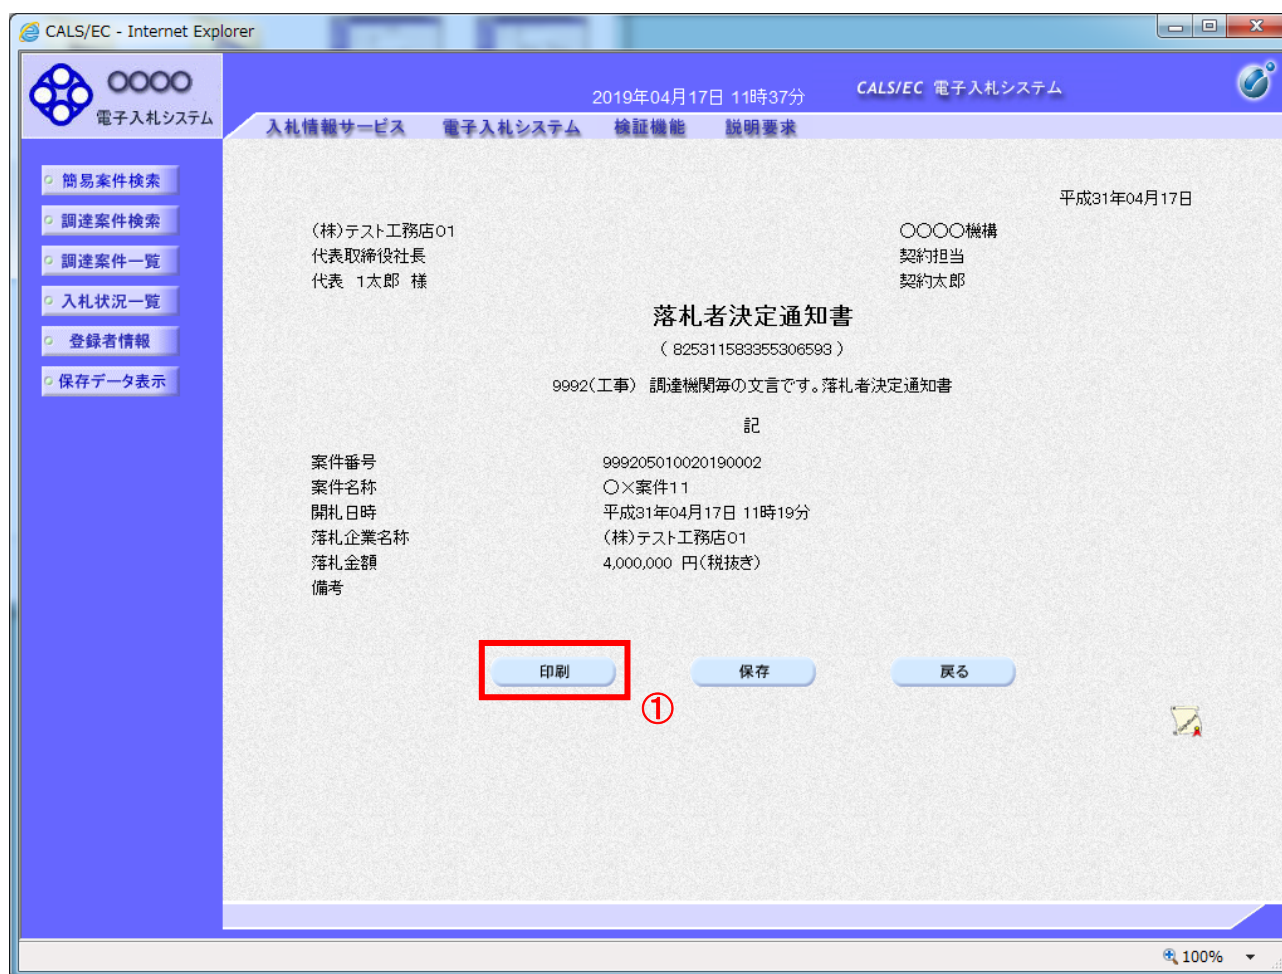 CALS/EC - Internet Explorer
〇〇〇〇
電子入札システム
2019年04月17日 11時37分
CALS/EC 電子入札システム
入札情報サービス 電子入札システム 検証機能 説明要求
簡易案件検索
調達案件検索
調達案件一覧
入札状況一覧
登録者情報
保存データ表示
平成31年04月17日
(株)テスト工務店01
代表取締役社長
代表 1太郎 様
〇〇〇〇機構
契約担当
契約太郎
落札者決定通知書
( 825311583355306593 )
9992(工事) 調達機関毎の文言です。落札者決定通知書
記
案件番号 999205010020190002
案件名称 〇×案件11
開札日時 平成31年04月17日 11時19分
落札企業名称 (株)テスト工務店01
落札金額 4,000,000 円(税抜き)
備考
印刷 保存 戻る
①
100%